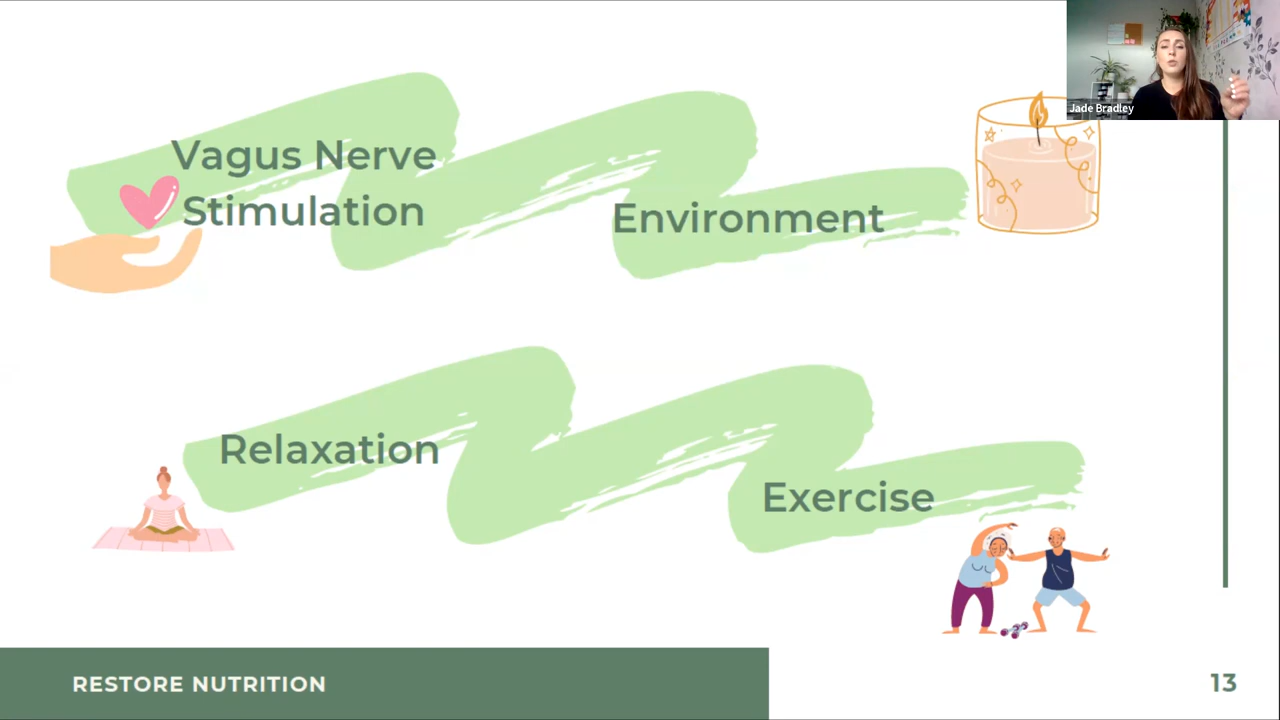 Jade Bradley
Vagus Nerve
Stimulation
Environment
Relaxation
Exercise
RESTORE NUTRITION
13